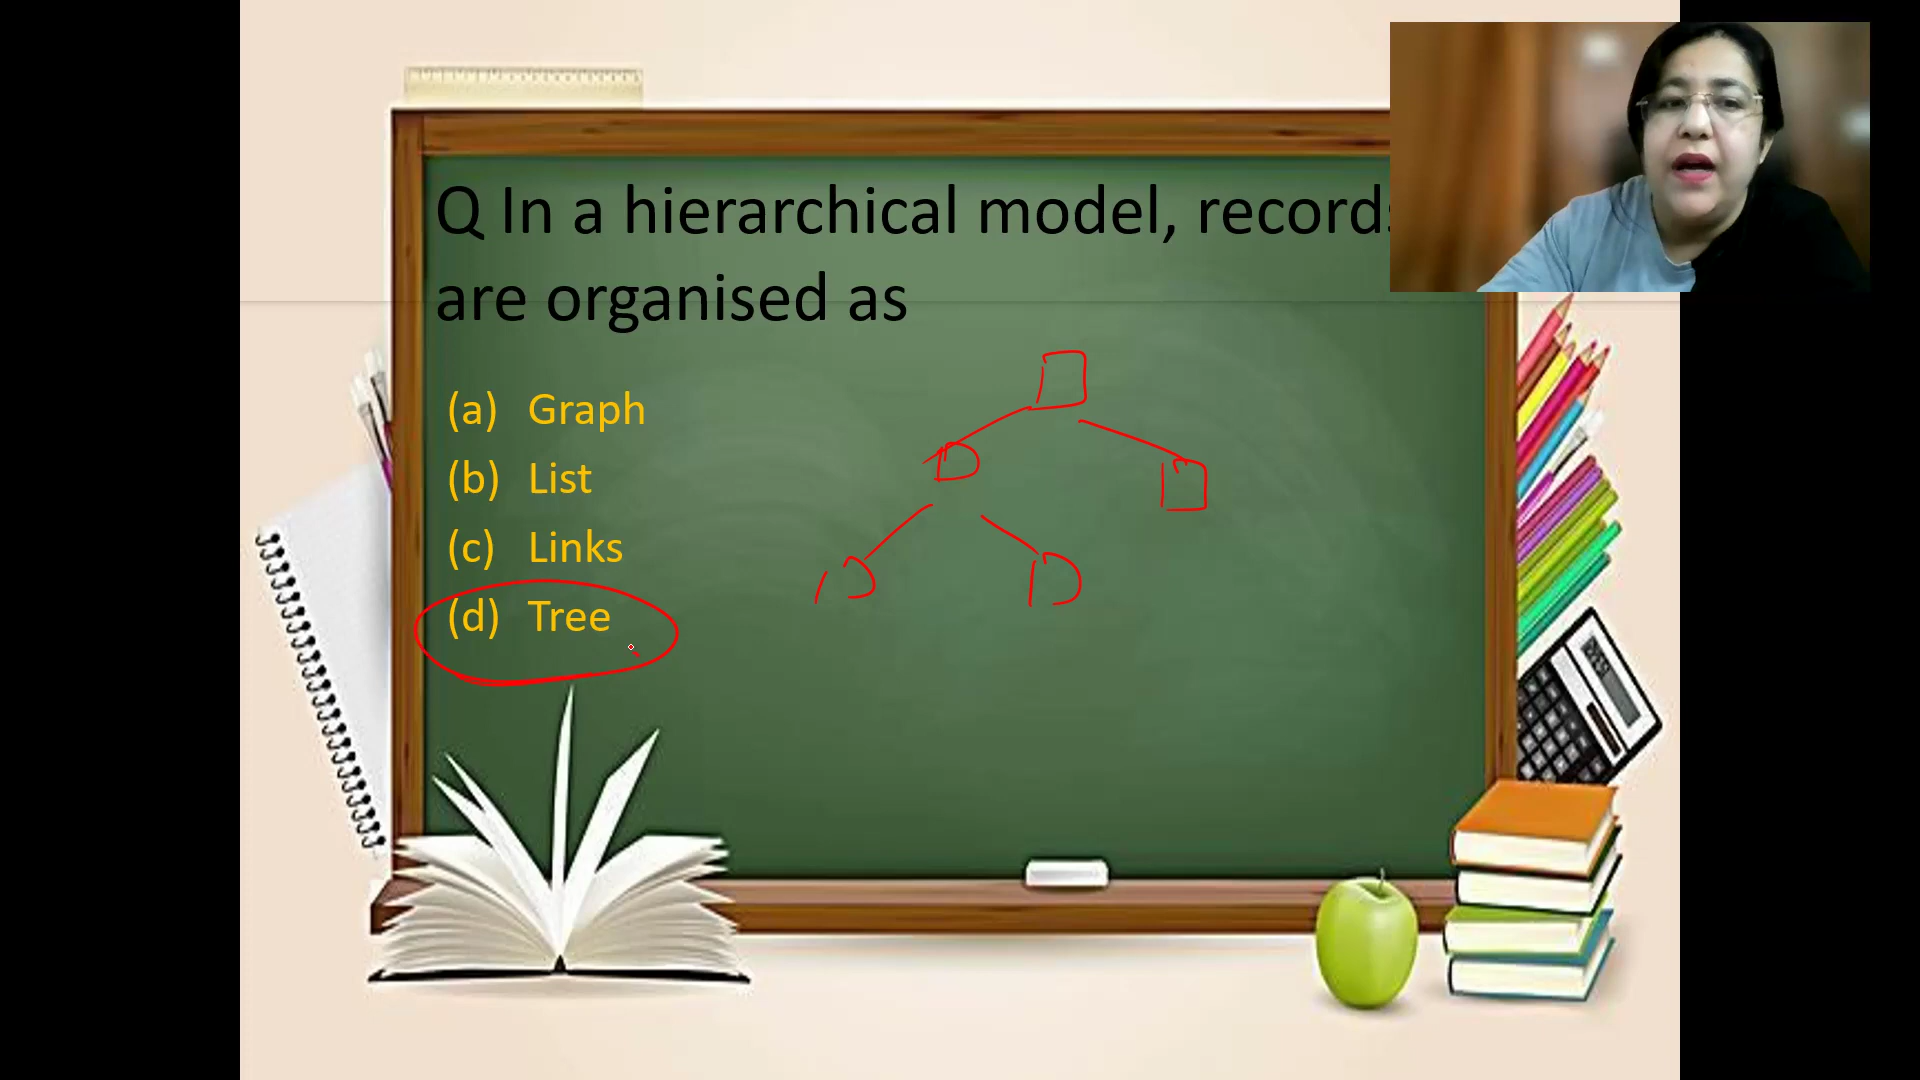 Q In a hierarchical model, records
are organised as
(a) Graph
(b) List
(c) Links
(d) Tree